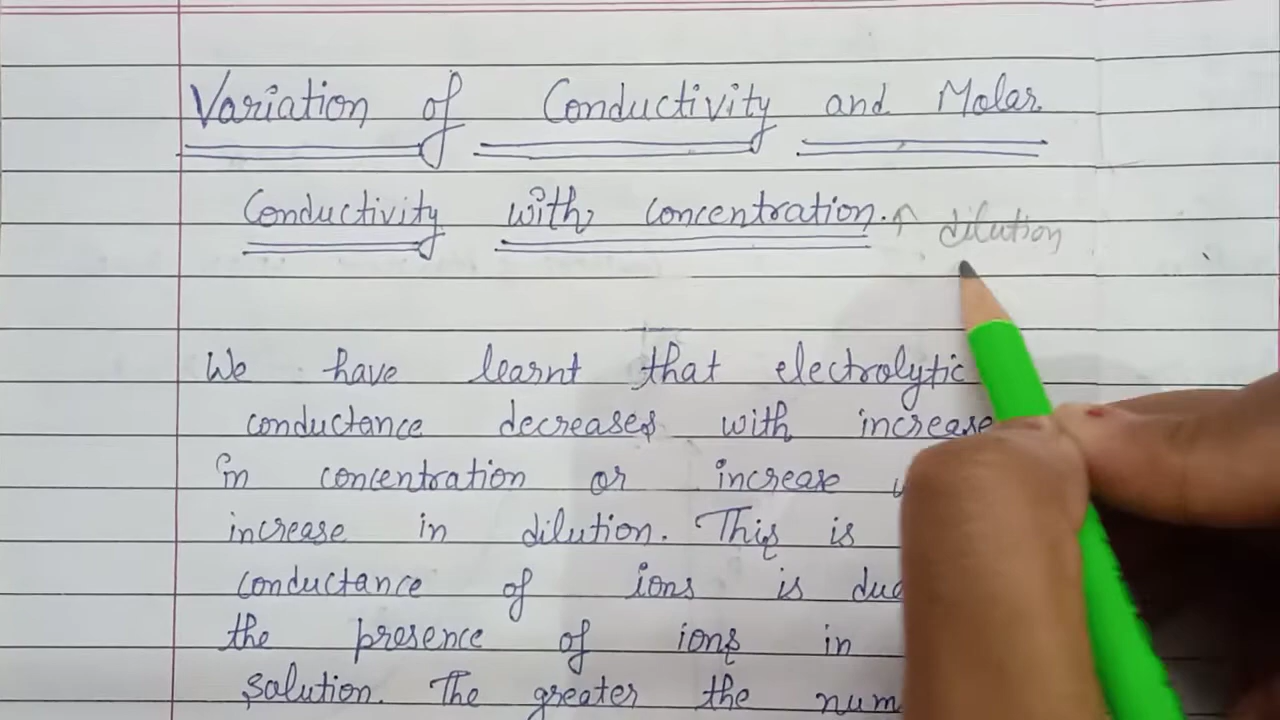 Variation of Conductivity and Molar
Conductivity with concentration. ↑ dilution
We have learnt that electrolytic
conductance decreases with increase
in concentration or increase
increase in dilution. This is
conductance of ions is due
the presence of ions in
solution. The greater the num